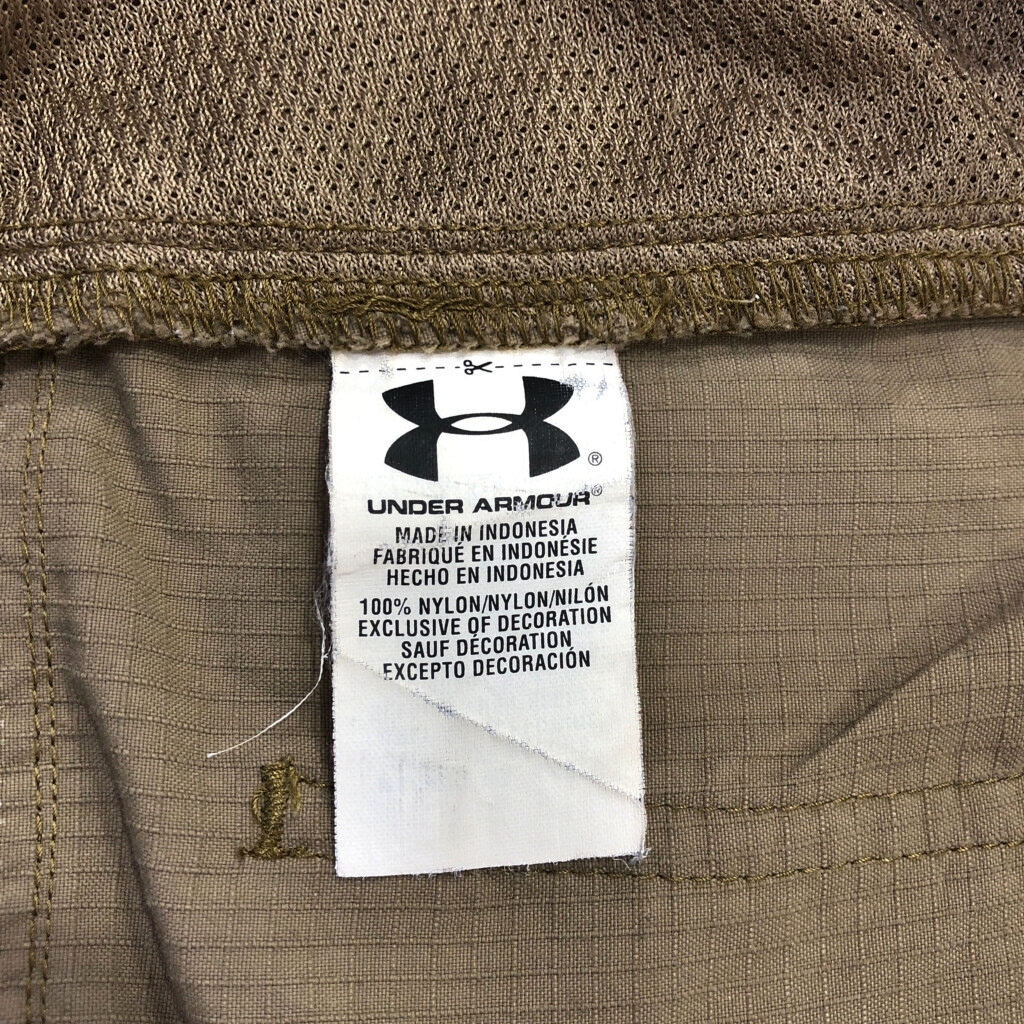 ®
UNDER ARMOUR®
MADE IN INDONESIA
FABRIQUÉ EN INDONÉSIE
HECHO EN INDONESIA
100% NYLON/NYLON/NILÓN
EXCLUSIVE OF DECORATION
SAUF DÉCORATION
EXCEPTO DECORACIÓN